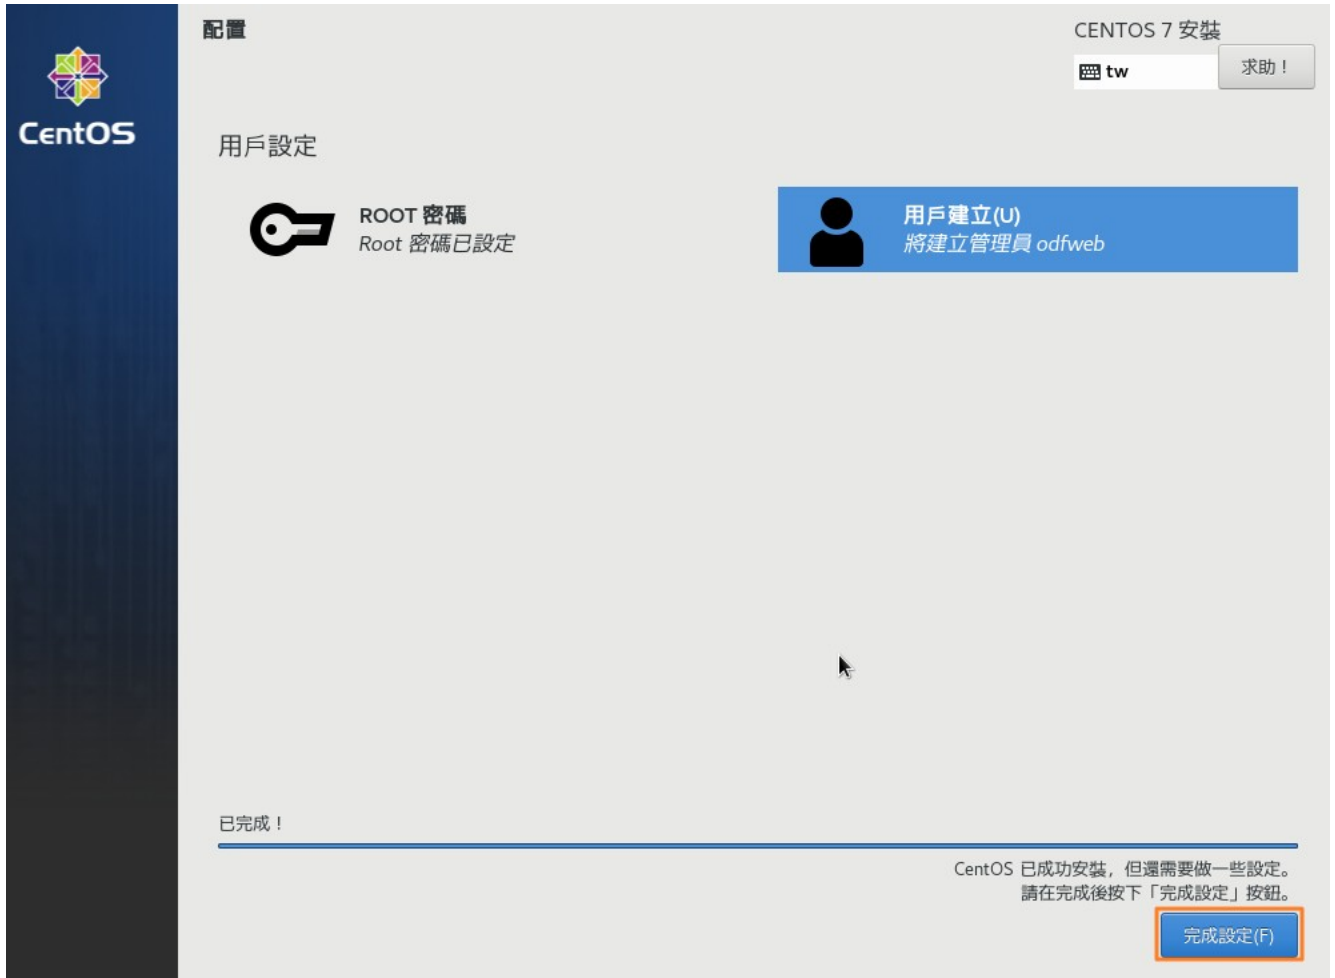 配置
CENTOS 7 安裝
tw
求助！
CentOS
用戶設定
ROOT 密碼
Root 密碼已設定
用戶建立(U)
將建立管理員 odfweb
已完成！
CentOS 已成功安裝，但還需要做一些設定。
請在完成後按下「完成設定」按鈕。
完成設定(F)